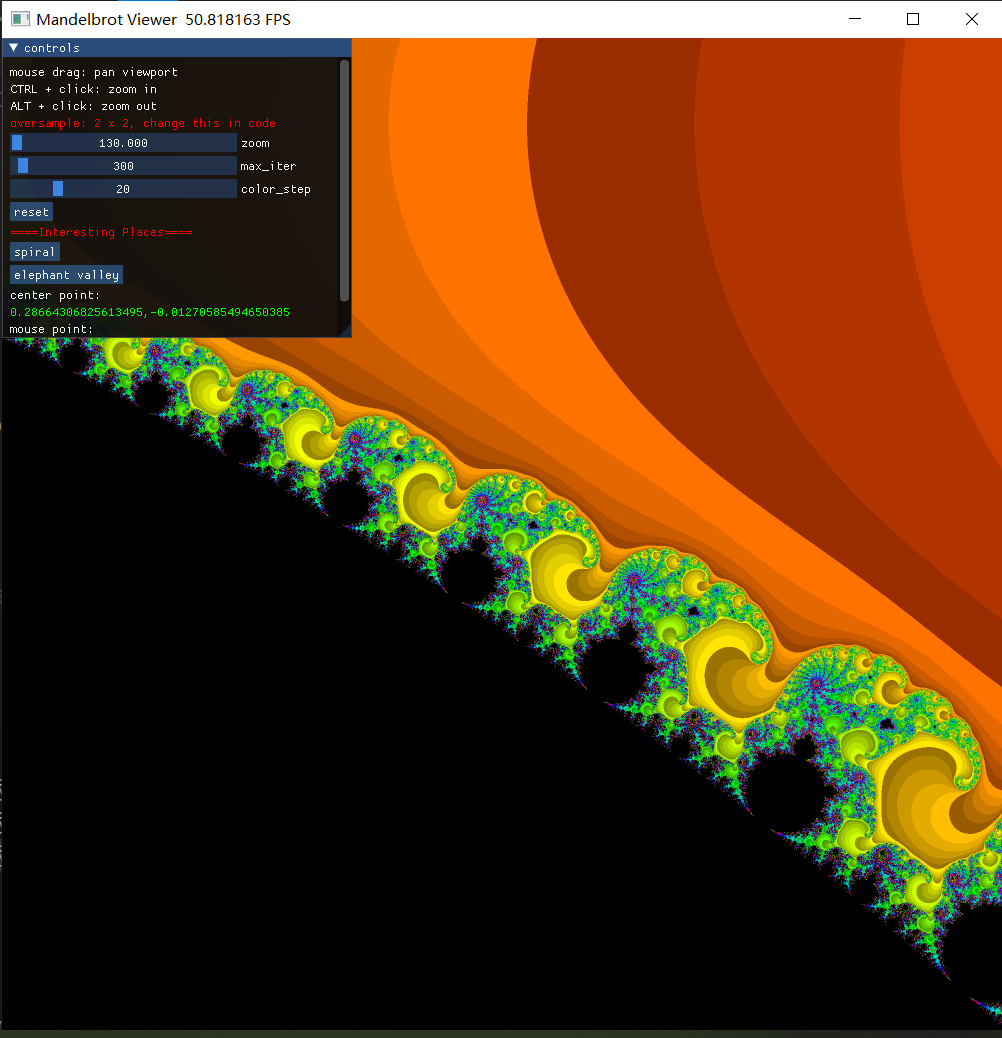 Mandelbrot Viewer 50.818163 FPS
▼ controls
mouse drag: pan viewport
CTRL + click: zoom in
ALT + click: zoom out
oversample: 2 x 2, change this in code
130.000 zoom
300 max_iter
20 color_step
reset
====Interesting Places====
spiral
elephant valley
center point:
0.28664306825613495,-0.01270585494650385
mouse point: